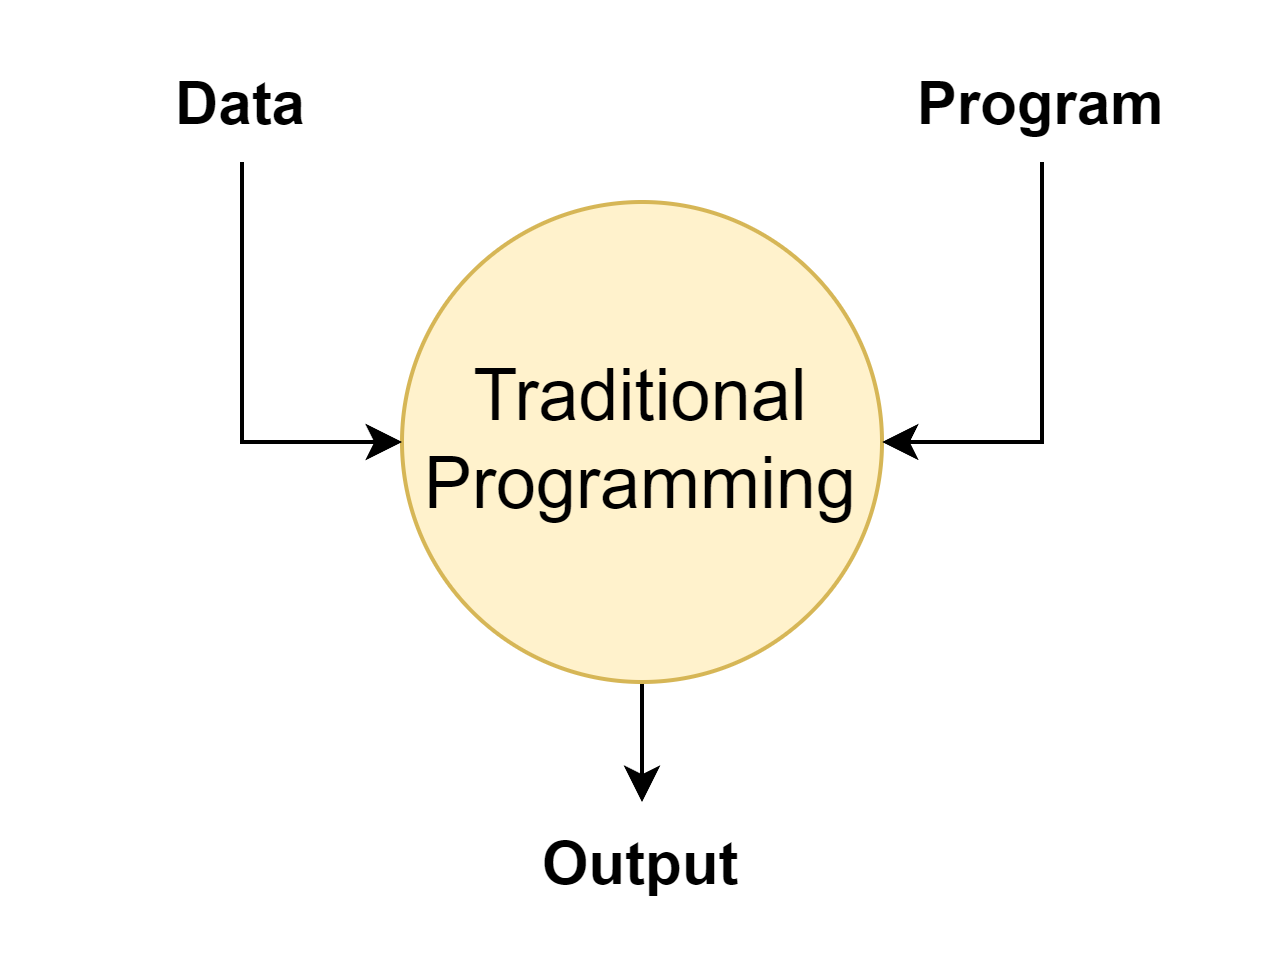 Data
Program
Traditional
Programming
Output